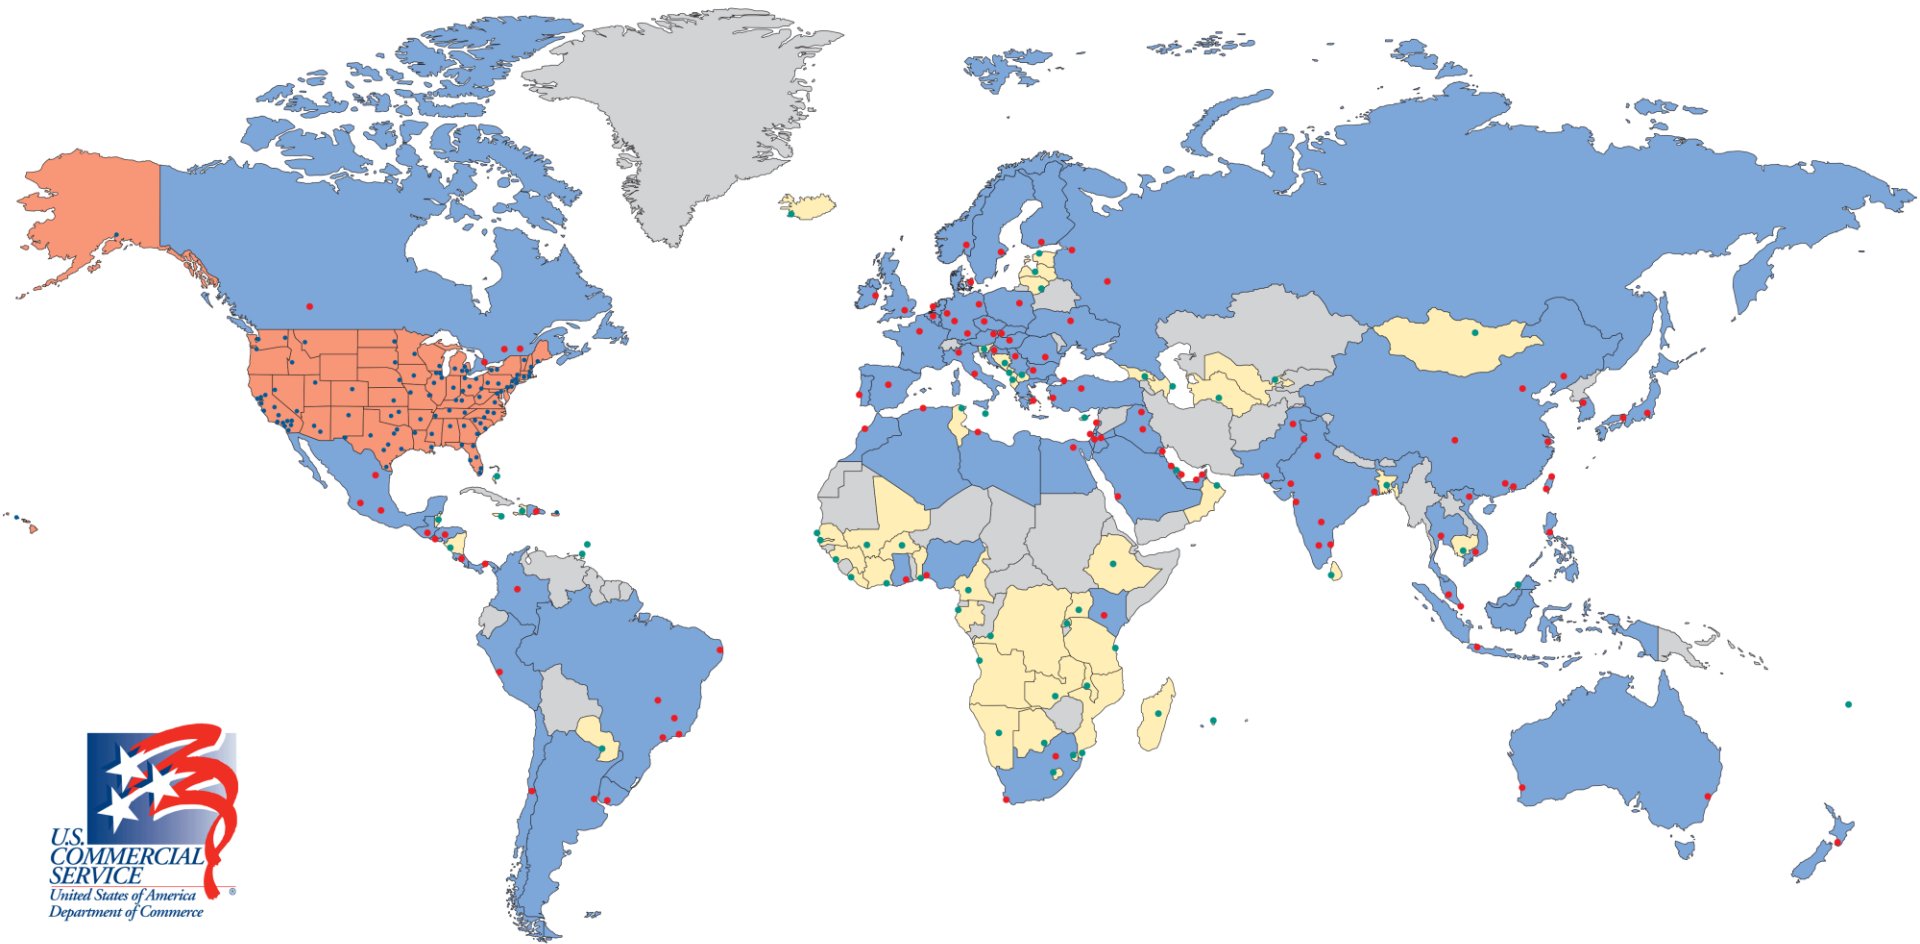 U.S.
COMMERCIAL
SERVICE
®
United States of America
Department of Commerce